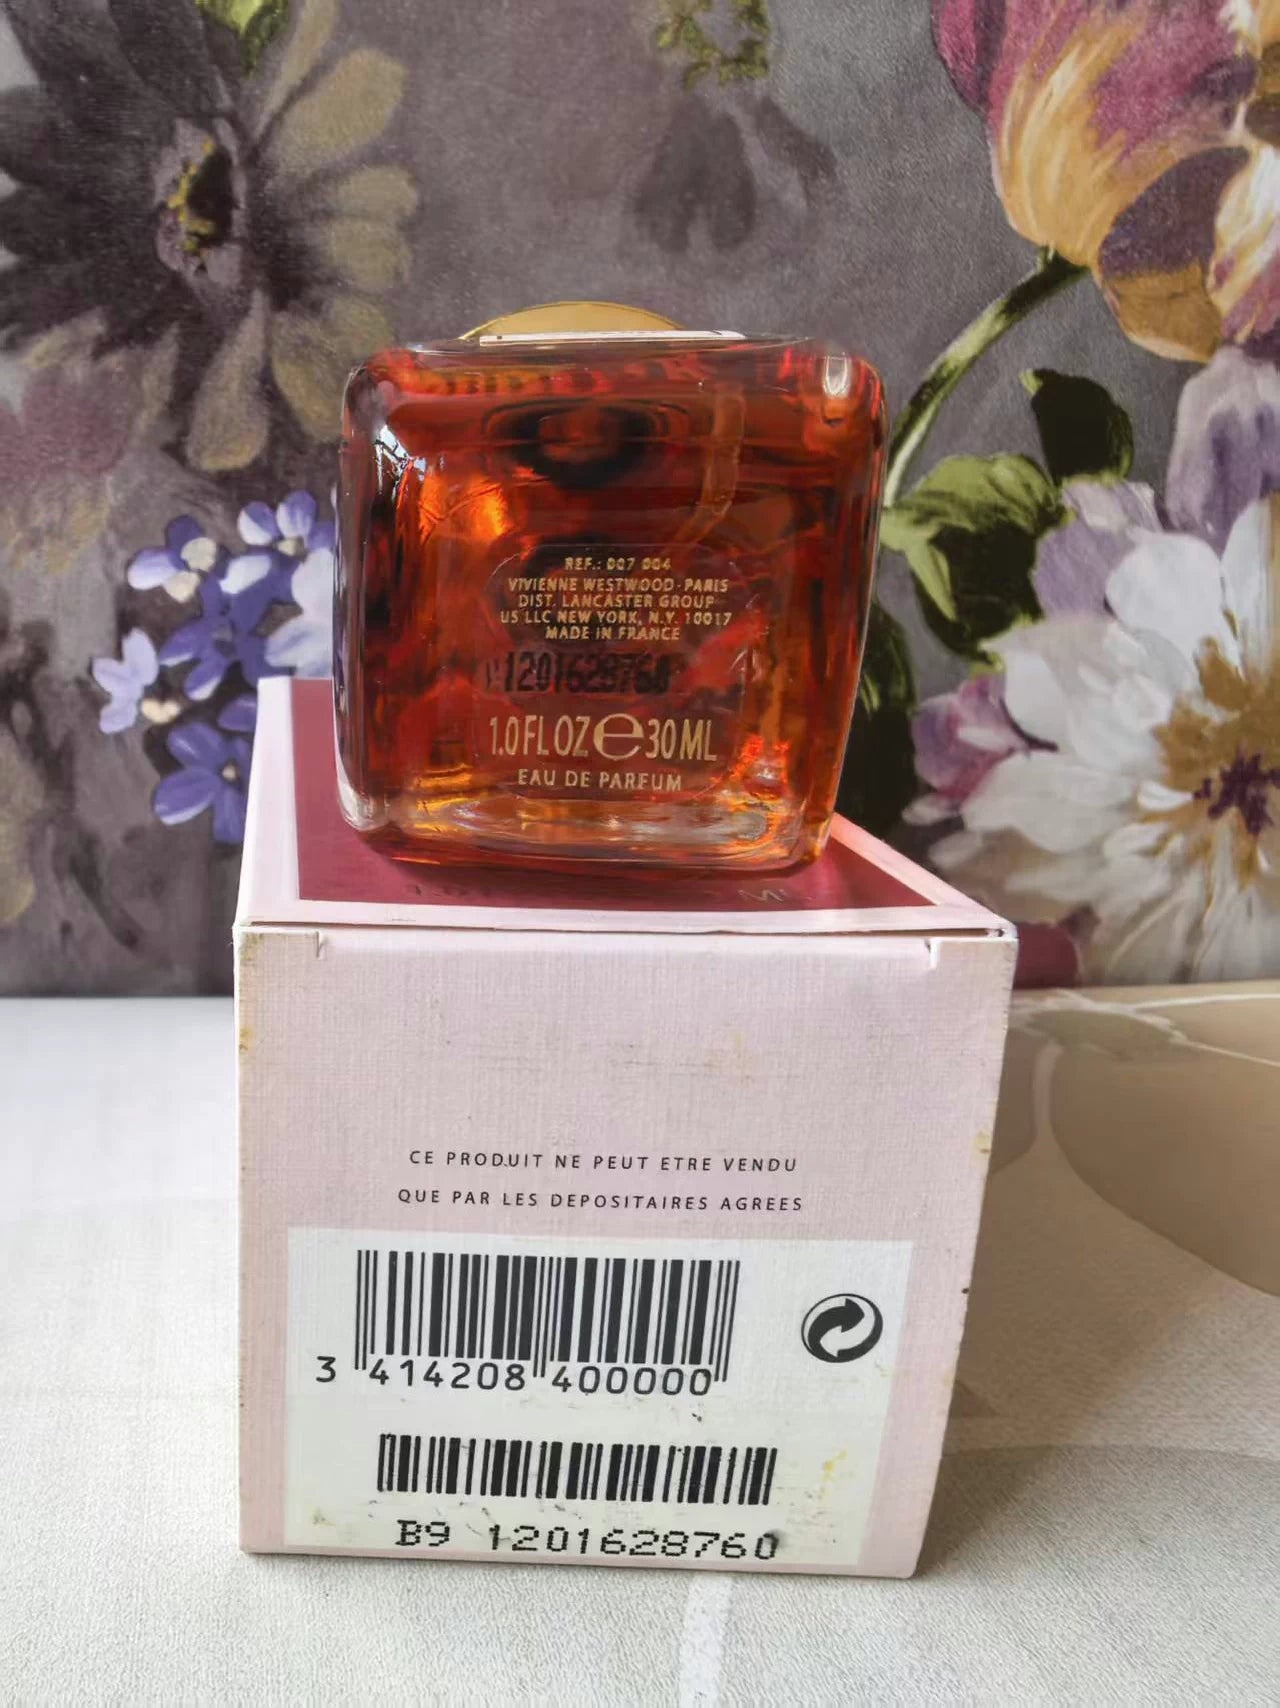 REF.: 007 004
VIVIENNE WESTWOOD - PARIS
DIST. LANCASTER GROUP
US LLC NEW YORK, N.Y. 10017
MADE IN FRANCE
1201628760
1.0 FL OZ e 30 ML
EAU DE PARFUM
CE PRODUIT NE PEUT ETRE VENDU
QUE PAR LES DEPOSITAIRES AGREES
3 414208 400000
B9 1201628760